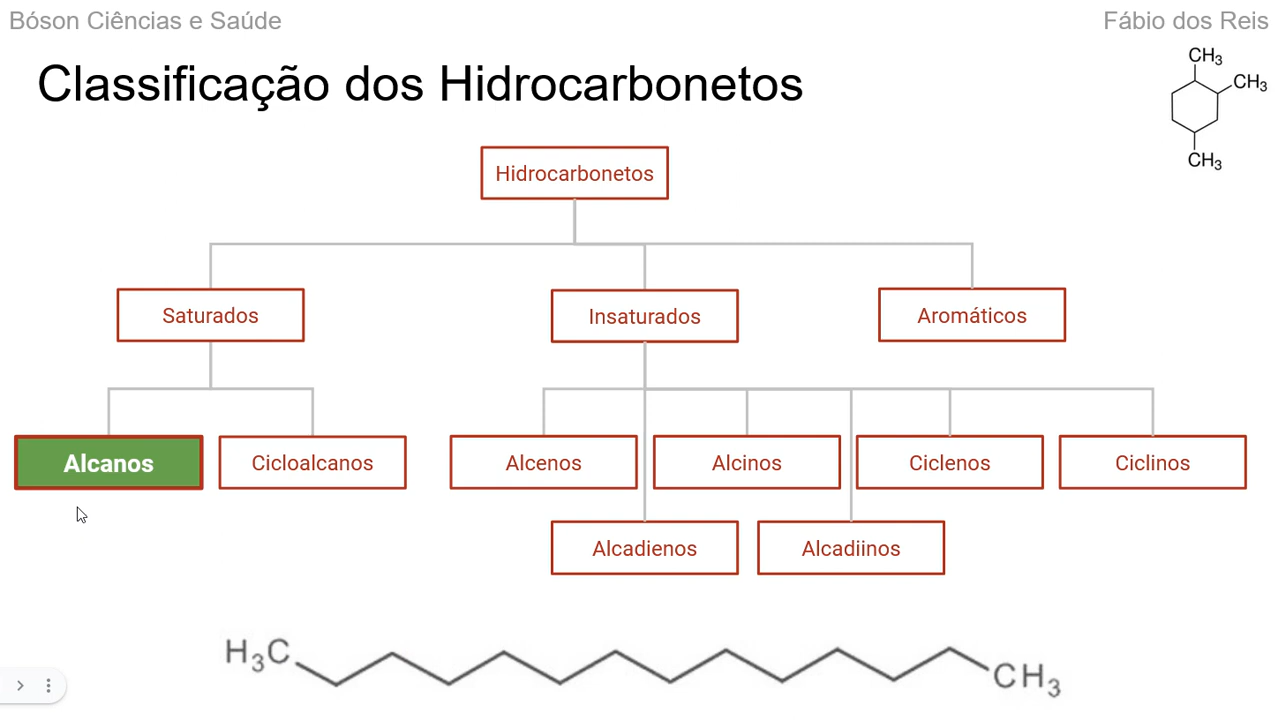 Bóson Ciências e Saúde
Fábio dos Reis
Classificação dos Hidrocarbonetos
CH₃
CH₃
CH₃
Hidrocarbonetos
Saturados
Insaturados
Aromáticos
Alcanos
Cicloalcanos
Alcenos
Alcinos
Ciclenos
Ciclinos
Alcadienos
Alcadiinos
H₃C
CH₃